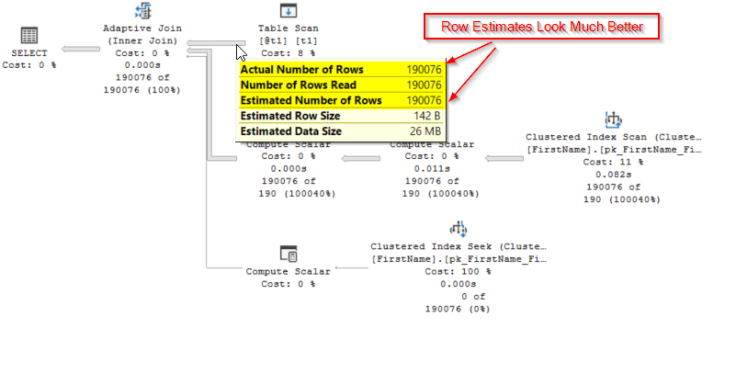 SELECT
Cost: 0 %
Adaptive Join
(Inner Join)
Cost: 0 %
0.000s
190076 of
190076 (100%)
Table Scan
[@t1] [t1]
Cost: 8 %
Row Estimates Look Much Better
Actual Number of Rows 190076
Number of Rows Read 190076
Estimated Number of Rows 190076
Estimated Row Size 142 B
Estimated Data Size 26 MB
Compute Scalar
Cost: 0 %
0.000s
190076 of
190 (100040%)
Compute Scalar
Cost: 0 %
0.011s
190076 of
190 (100040%)
Clustered Index Scan (Cluste…
[FirstName].[pk_FirstName_Fi…
Cost: 11 %
0.082s
190076 of
190 (100040%)
Compute Scalar
Cost: 0 %
Clustered Index Seek (Cluste…
[FirstName].[pk_FirstName_Fi…
Cost: 100 %
0.000s
0 of
190076 (0%)